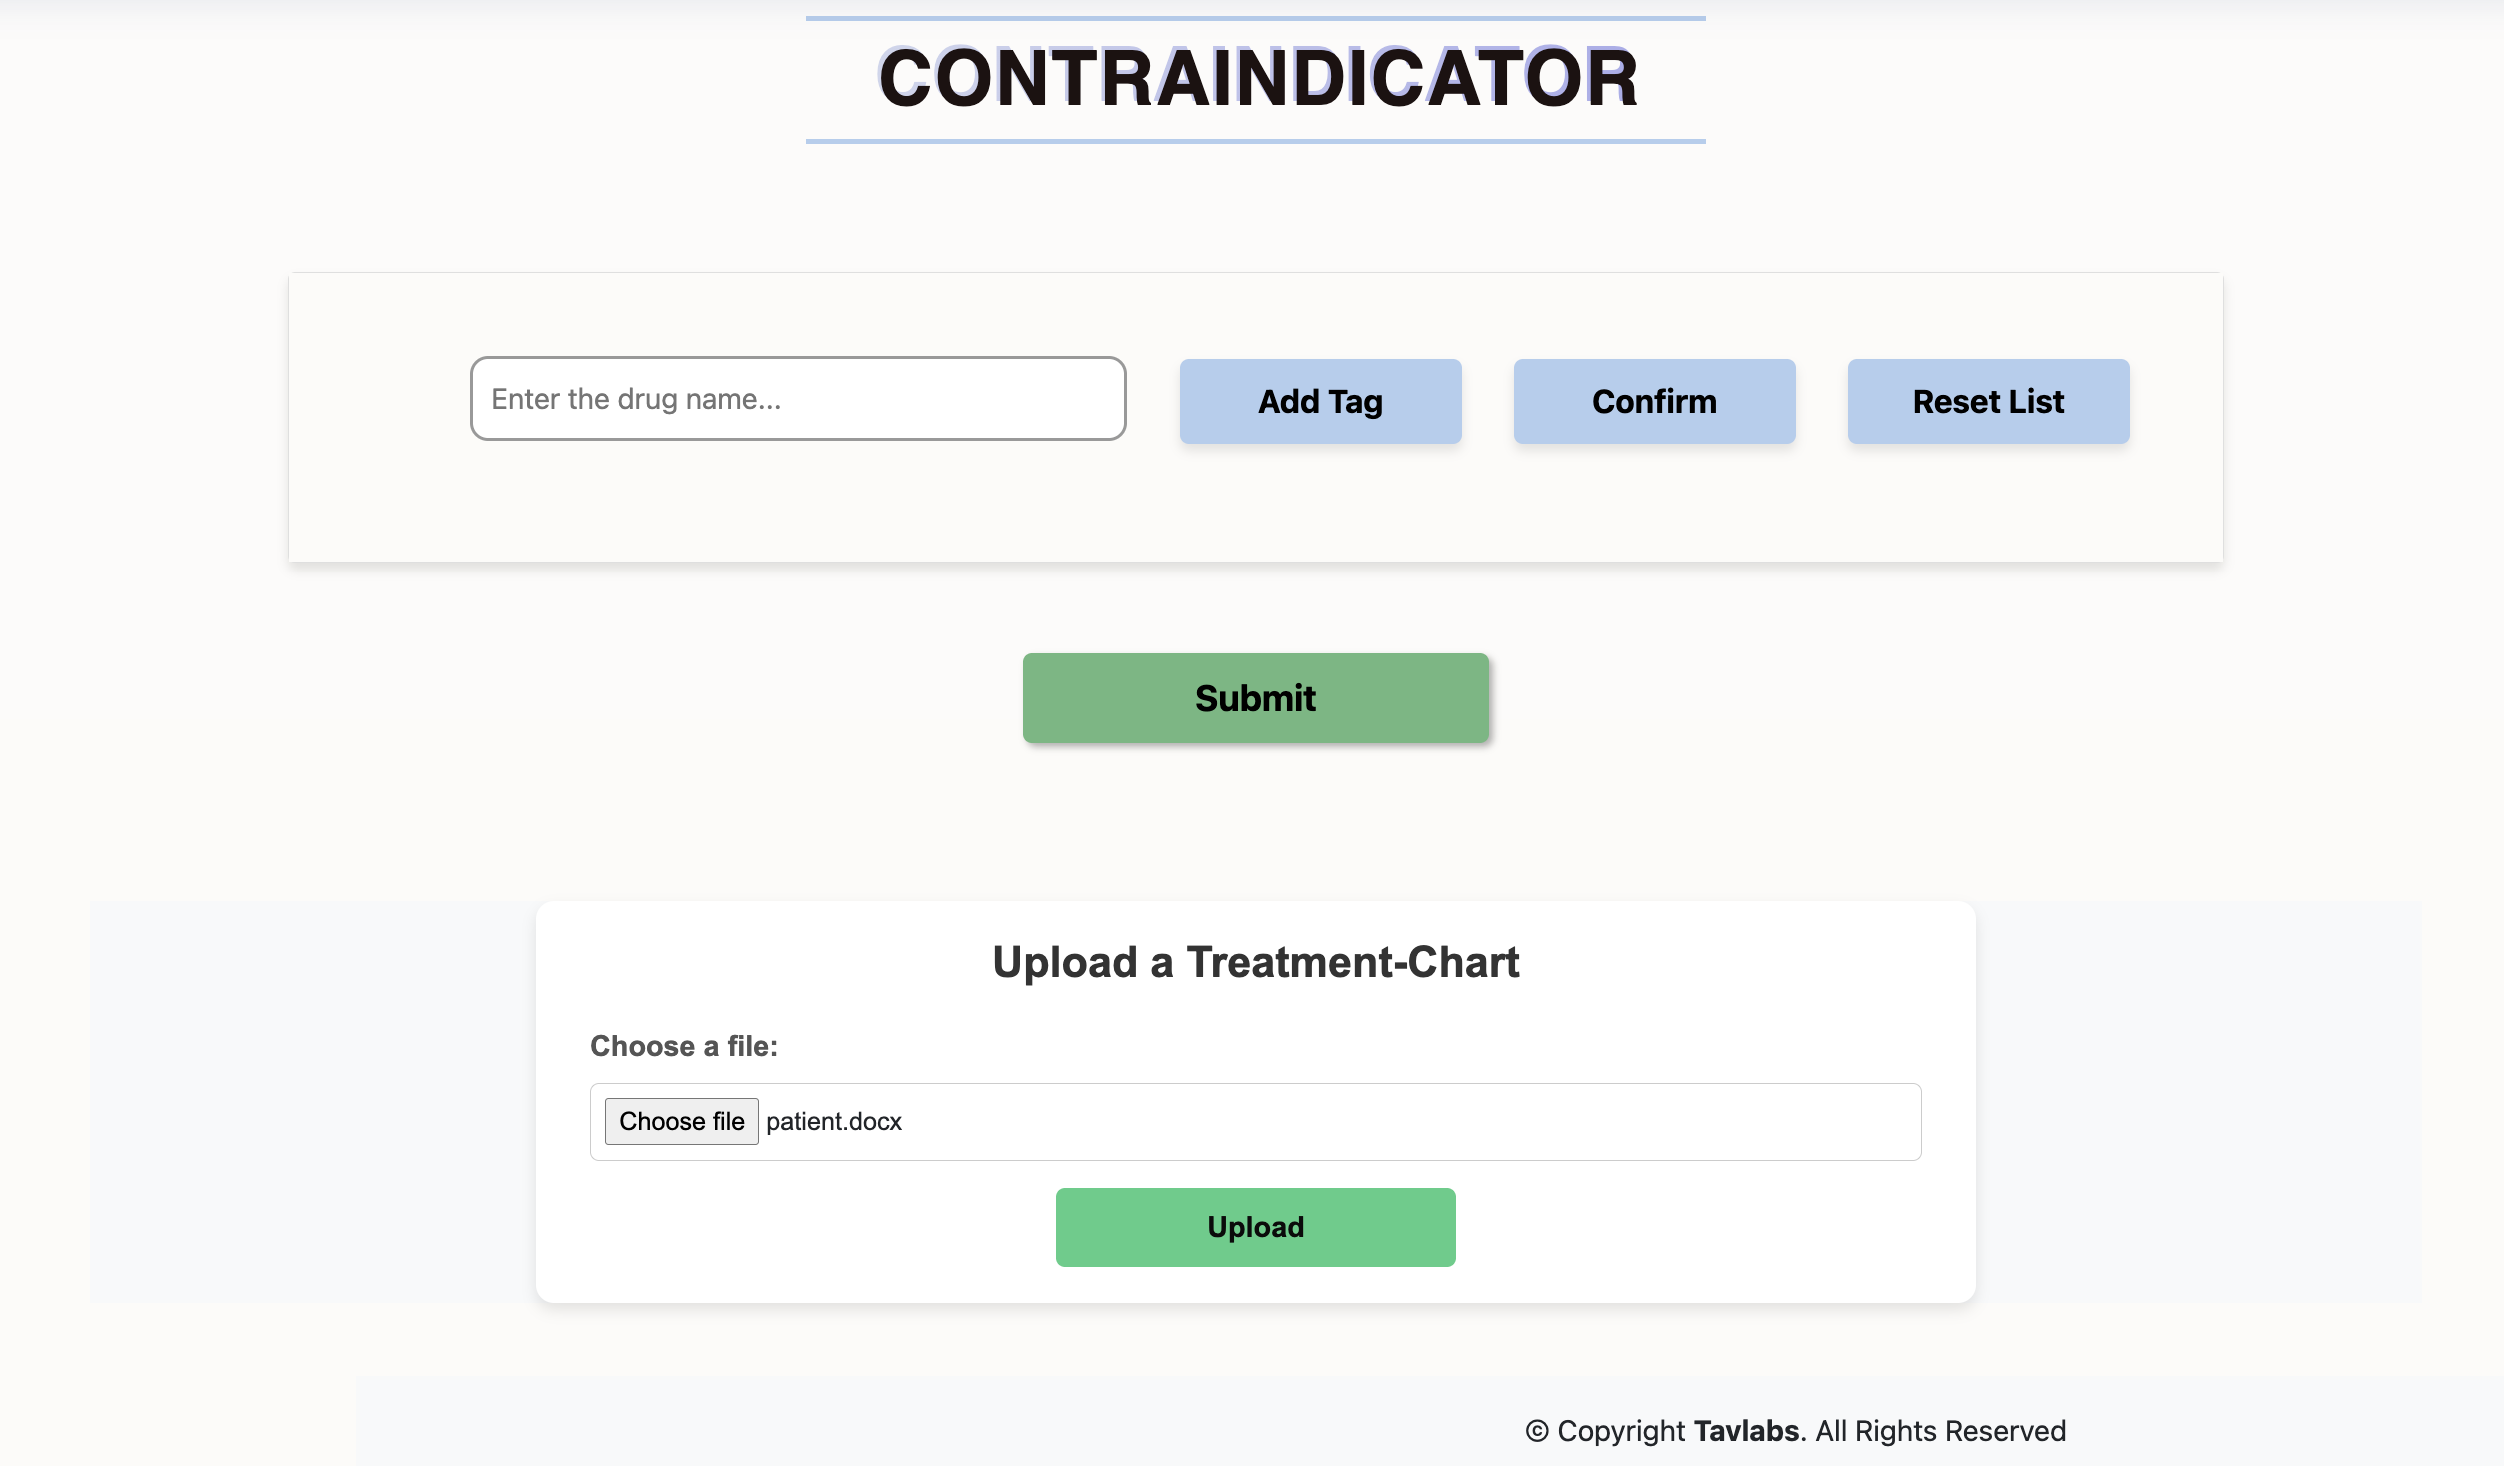 CONTRAINDICATOR
Enter the drug name...
Add Tag
Confirm
Reset List
Submit
Upload a Treatment-Chart
Choose a file:
Choose file patient.docx
Upload
© Copyright Tavlabs. All Rights Reserved